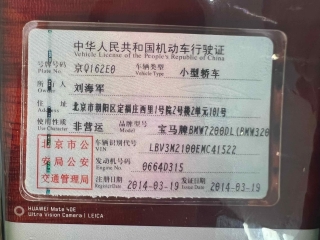 中华人民共和国机动车行驶证
Vehicle License of the People's Republic of China
号牌号码 京Q162E0 车辆类型 小型轿车
Plate No. Vehicle Type
所有人 刘海军
住址 北京市朝阳区定福庄西里1号院2号楼2单元101号
Address
使用性质 非营运 品牌型号 宝马牌BMW7200DL(BMW320
北京市公安局公安交通管理局
车辆识别代号 LBV3M2100EMC41522
VIN
发动机号码 0664D315
Engine No.
注册日期 2014-03-19 发证日期 2014-03-19
Register Date Issue Date
HUAWEI Mate 40E
Ultra Vision Camera | LEICA